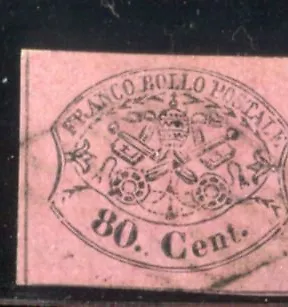 FRANCO BOLLO POSTALE
80. Cent.